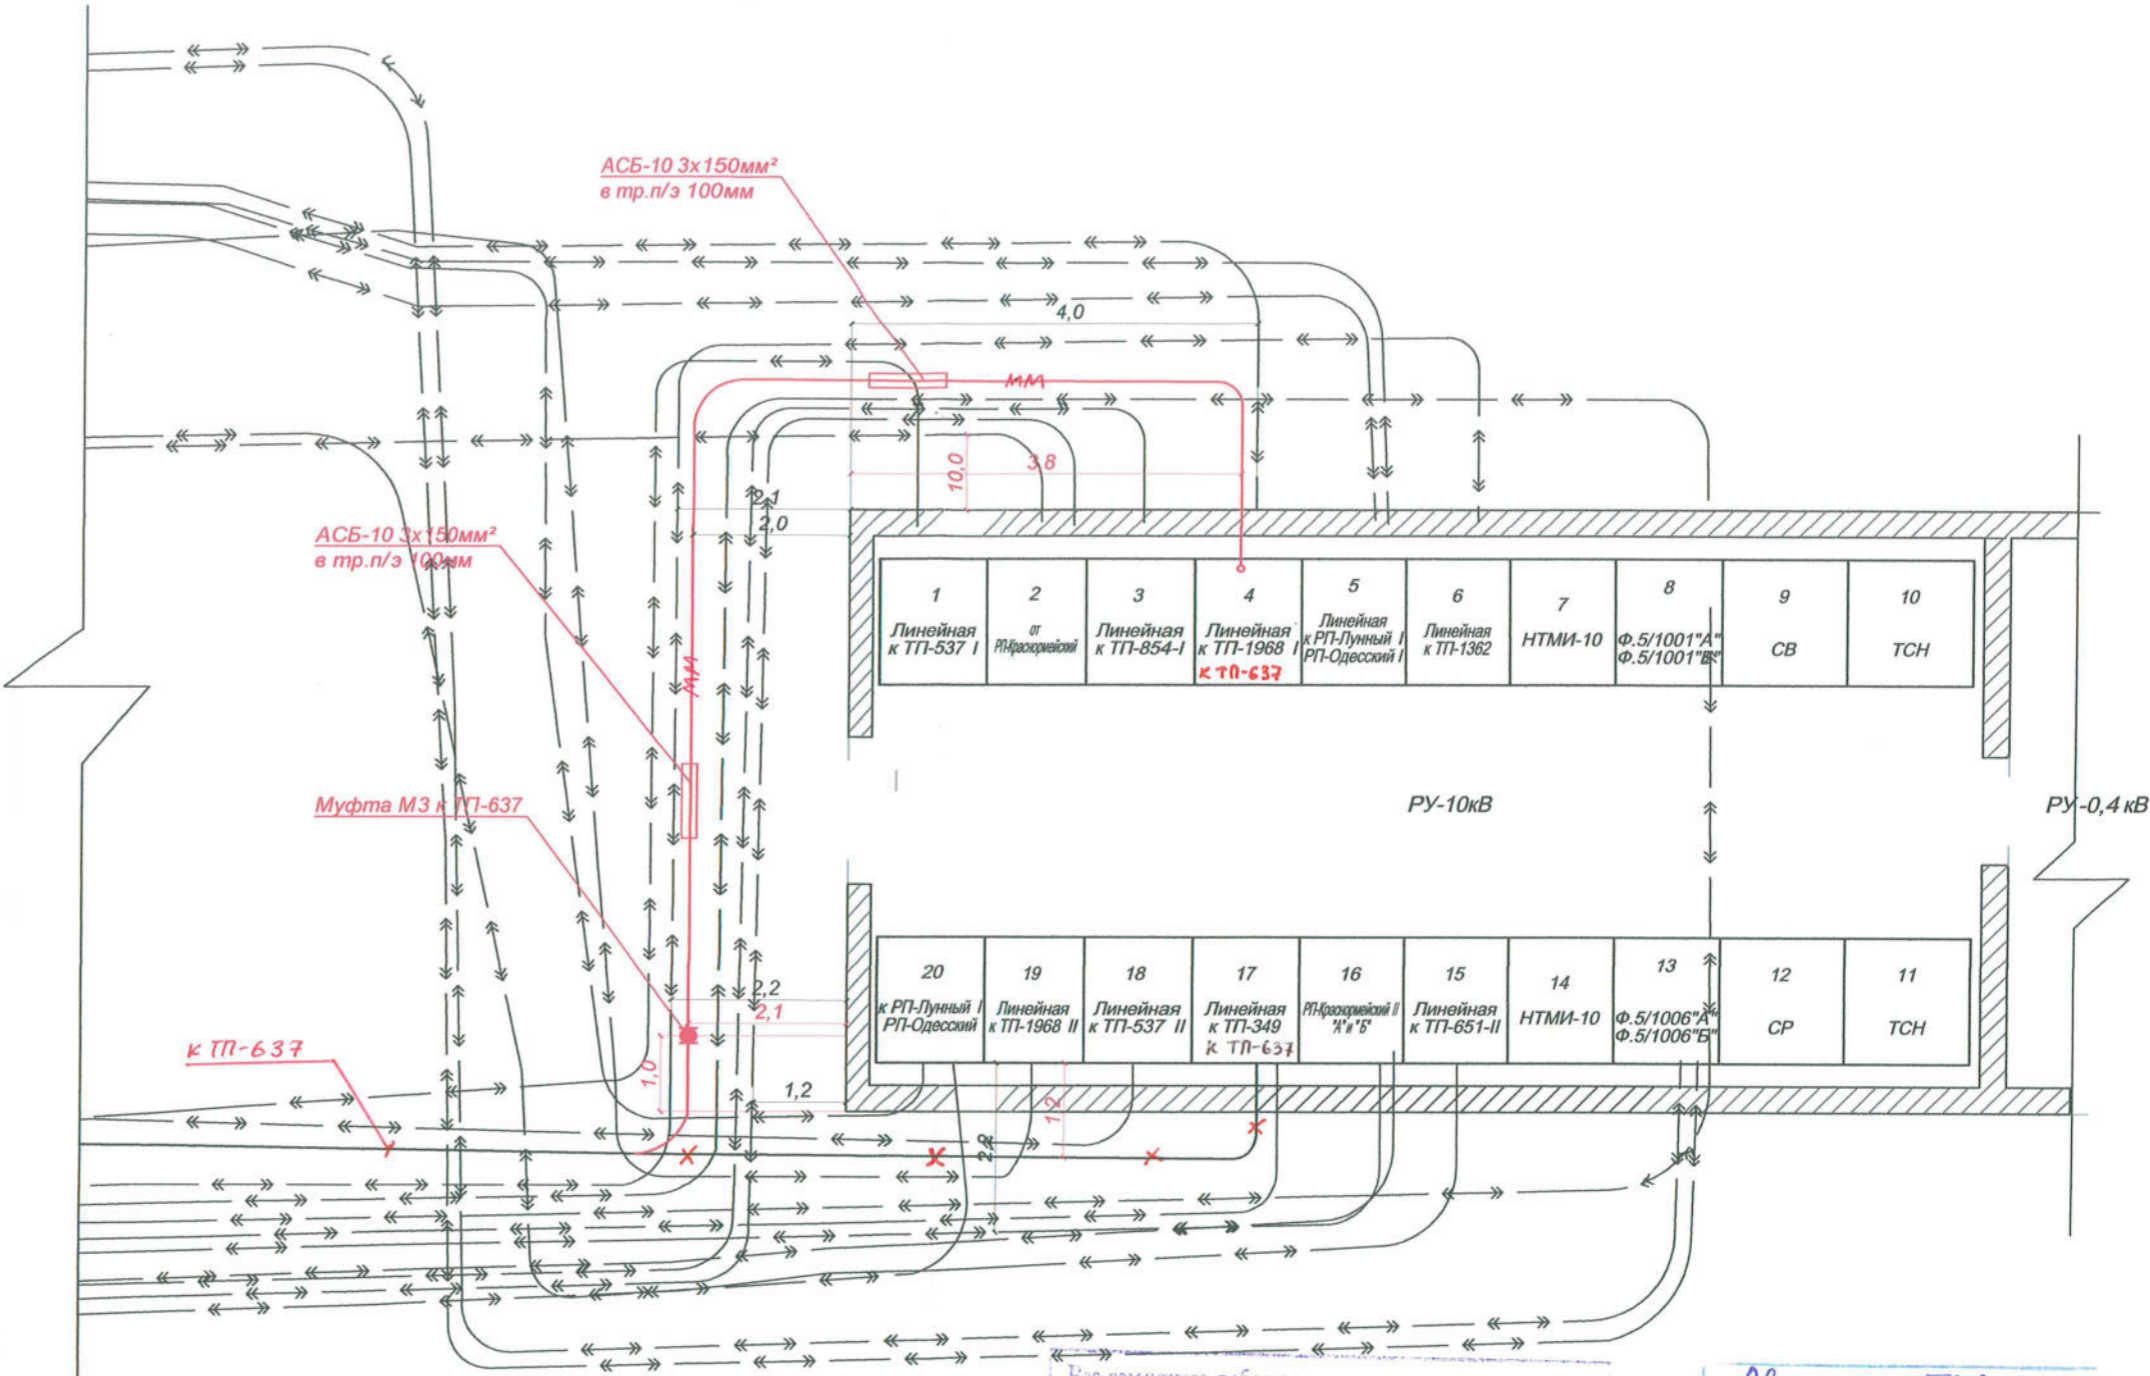 АСБ-10 3х150мм²
в тр.п/э 100мм
4,0
ММ
10,0
3,8
2,1
2,0
АСБ-10 3х150мм²
в тр.п/э 100мм
1
Линейная
к ТП-537 I
2
от
РП-Красноармейский
3
Линейная
к ТП-854-I
4
Линейная
к ТП-1968 I
к ТП-637
5
Линейная
к РП-Лунный I
РП-Одесский I
6
Линейная
к ТП-1362
7
НТМИ-10
8
Ф.5/1001"А"
Ф.5/1001"Б"
9
СВ
10
ТСН
ММ
Муфта М3 к ТП-637
РУ-10кВ
РУ-0,4 кВ
20
к РП-Лунный I
РП-Одесский
19
Линейная
к ТП-1968 II
18
Линейная
к ТП-537 II
17
Линейная
к ТП-349
к ТП-637
16
РП-Красноармейский II
"А" и "Б"
15
Линейная
к ТП-651-II
14
НТМИ-10
13
Ф.5/1006"А"
Ф.5/1006"Б"
12
СР
11
ТСН
2,2
2,1
к ТП-637
1,0
1,2
1,2
2,2